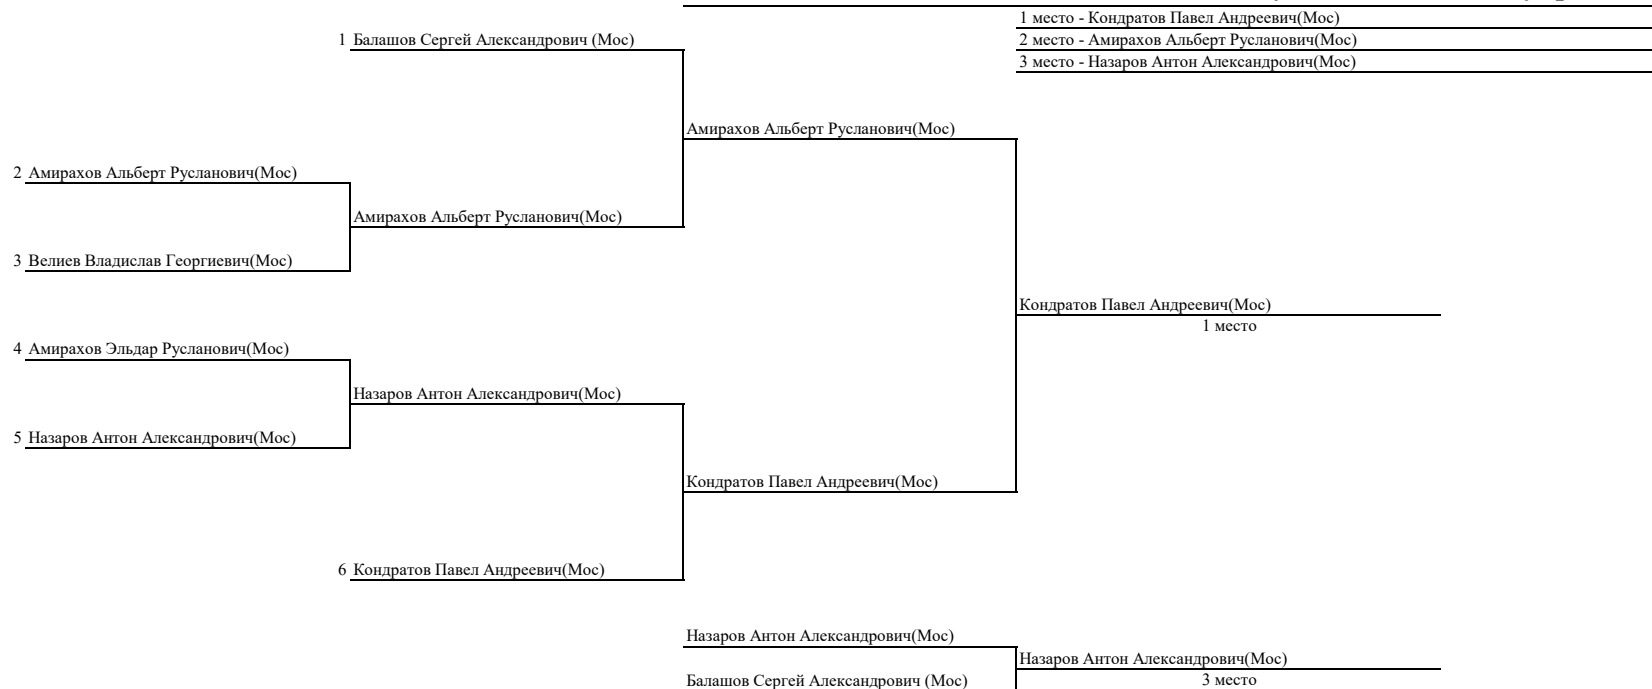 1 место - Кондратов Павел Андреевич(Мос)
1 Балашов Сергей Александрович (Мос)
2 место - Амирахов Альберт Русланович(Мос)
3 место - Назаров Антон Александрович(Мос)
Амирахов Альберт Русланович(Мос)
2 Амирахов Альберт Русланович(Мос)
Амирахов Альберт Русланович(Мос)
3 Велиев Владислав Георгиевич(Мос)
Кондратов Павел Андреевич(Мос)
1 место
4 Амирахов Эльдар Русланович(Мос)
Назаров Антон Александрович(Мос)
5 Назаров Антон Александрович(Мос)
Кондратов Павел Андреевич(Мос)
6 Кондратов Павел Андреевич(Мос)
Назаров Антон Александрович(Мос)
Назаров Антон Александрович(Мос)
Балашов Сергей Александрович (Мос)
3 место